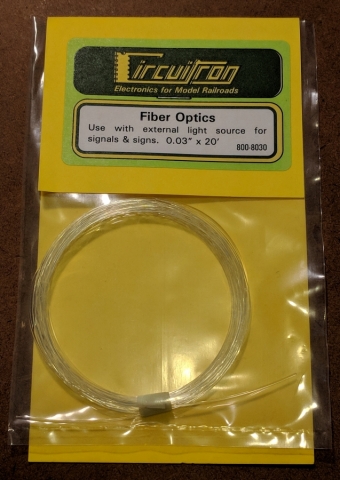 Circuitron
Electronics for Model Railroads
Fiber Optics
Use with external light source for
signals & signs. 0.03" x 20'
800-8030